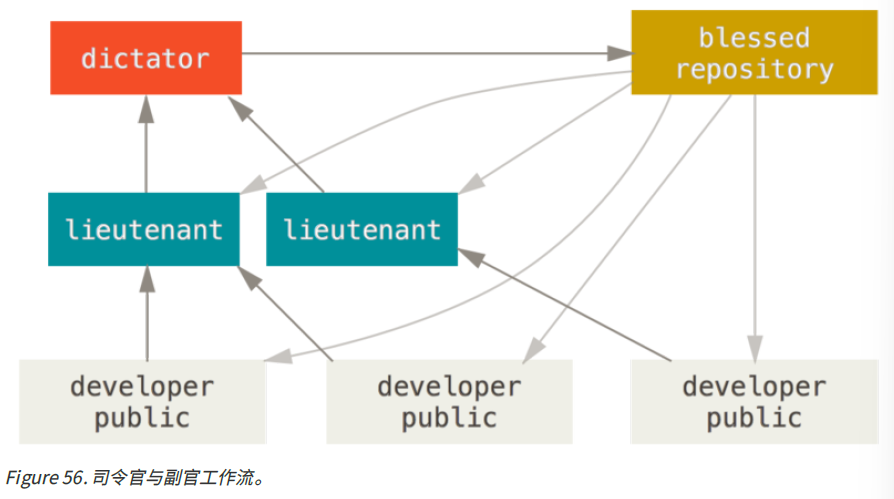 dictator
blessed
repository
lieutenant
lieutenant
developer
public
developer
public
developer
public
Figure 56. 司令官与副官工作流。